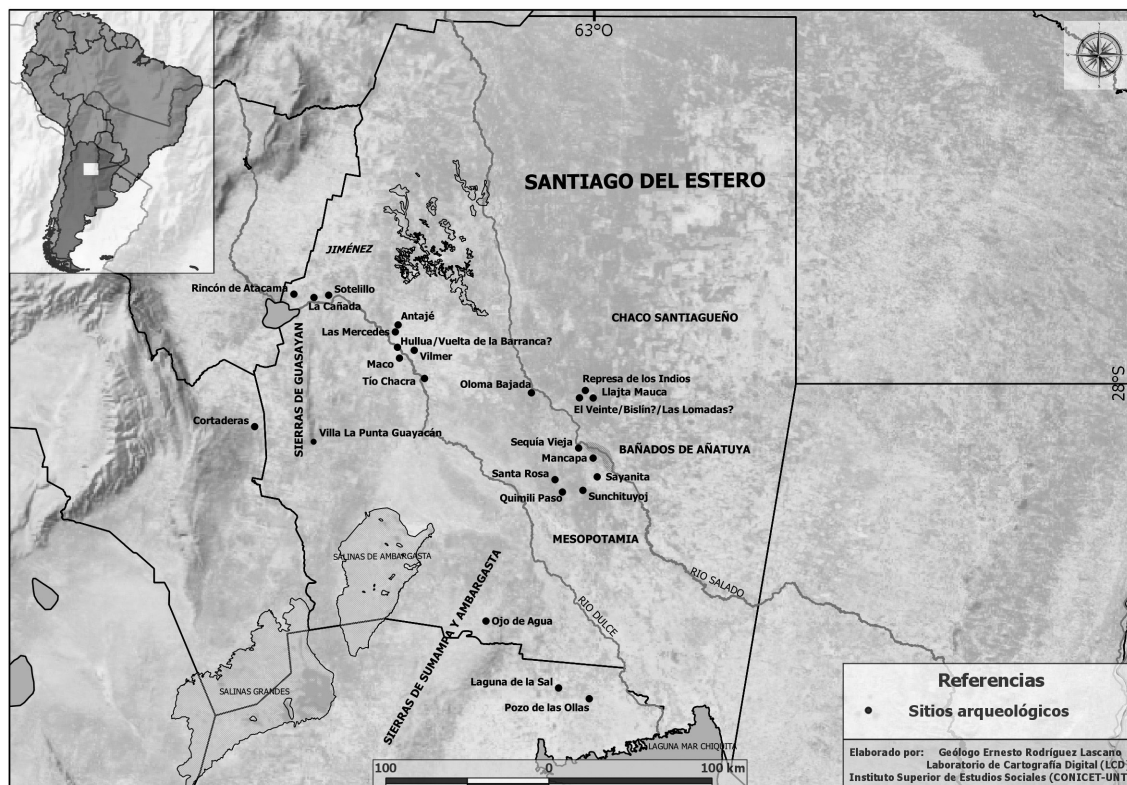 63°O
SANTIAGO DEL ESTERO
JIMÉNEZ
Rincón de Atacama
Sotelillo
La Cañada
Antajé
CHACO SANTIAGUEÑO
Las Mercedes
Hullua/Vuelta de la Barranca?
Vilmer
Maco
SIERRAS DE GUASAYAN
Tío Chacra
Oloma Bajada
Represa de los Indios
Llajta Mauca
28°S
El Veinte/Bislín?/Las Lomadas?
Cortaderas
Villa La Punta Guayacán
Sequía Vieja
BAÑADOS DE AÑATUYA
Mancapa
Santa Rosa
Sayanita
Quimili Paso
Sunchituyoj
MESOPOTAMIA
SALINAS DE AMBARGASTA
RIO SALADO
RIO DULCE
Ojo de Agua
SIERRAS DE SUMAMPA Y AMBARGASTA
Laguna de la Sal
SALINAS GRANDES
Pozo de las Ollas
LAGUNA MAR CHIQUITA
Referencias
Sitios arqueológicos
100 0 100 km
Elaborado por: Geólogo Ernesto Rodríguez Lascano
Laboratorio de Cartografía Digital (LCD
Instituto Superior de Estudios Sociales (CONICET-UNT